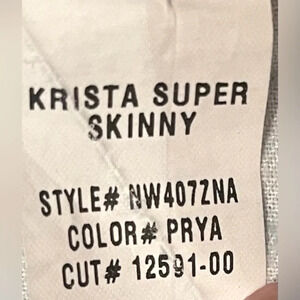 KRISTA SUPER
SKINNY
STYLE# NW407ZNA
COLOR# PRYA
CUT# 12591-00